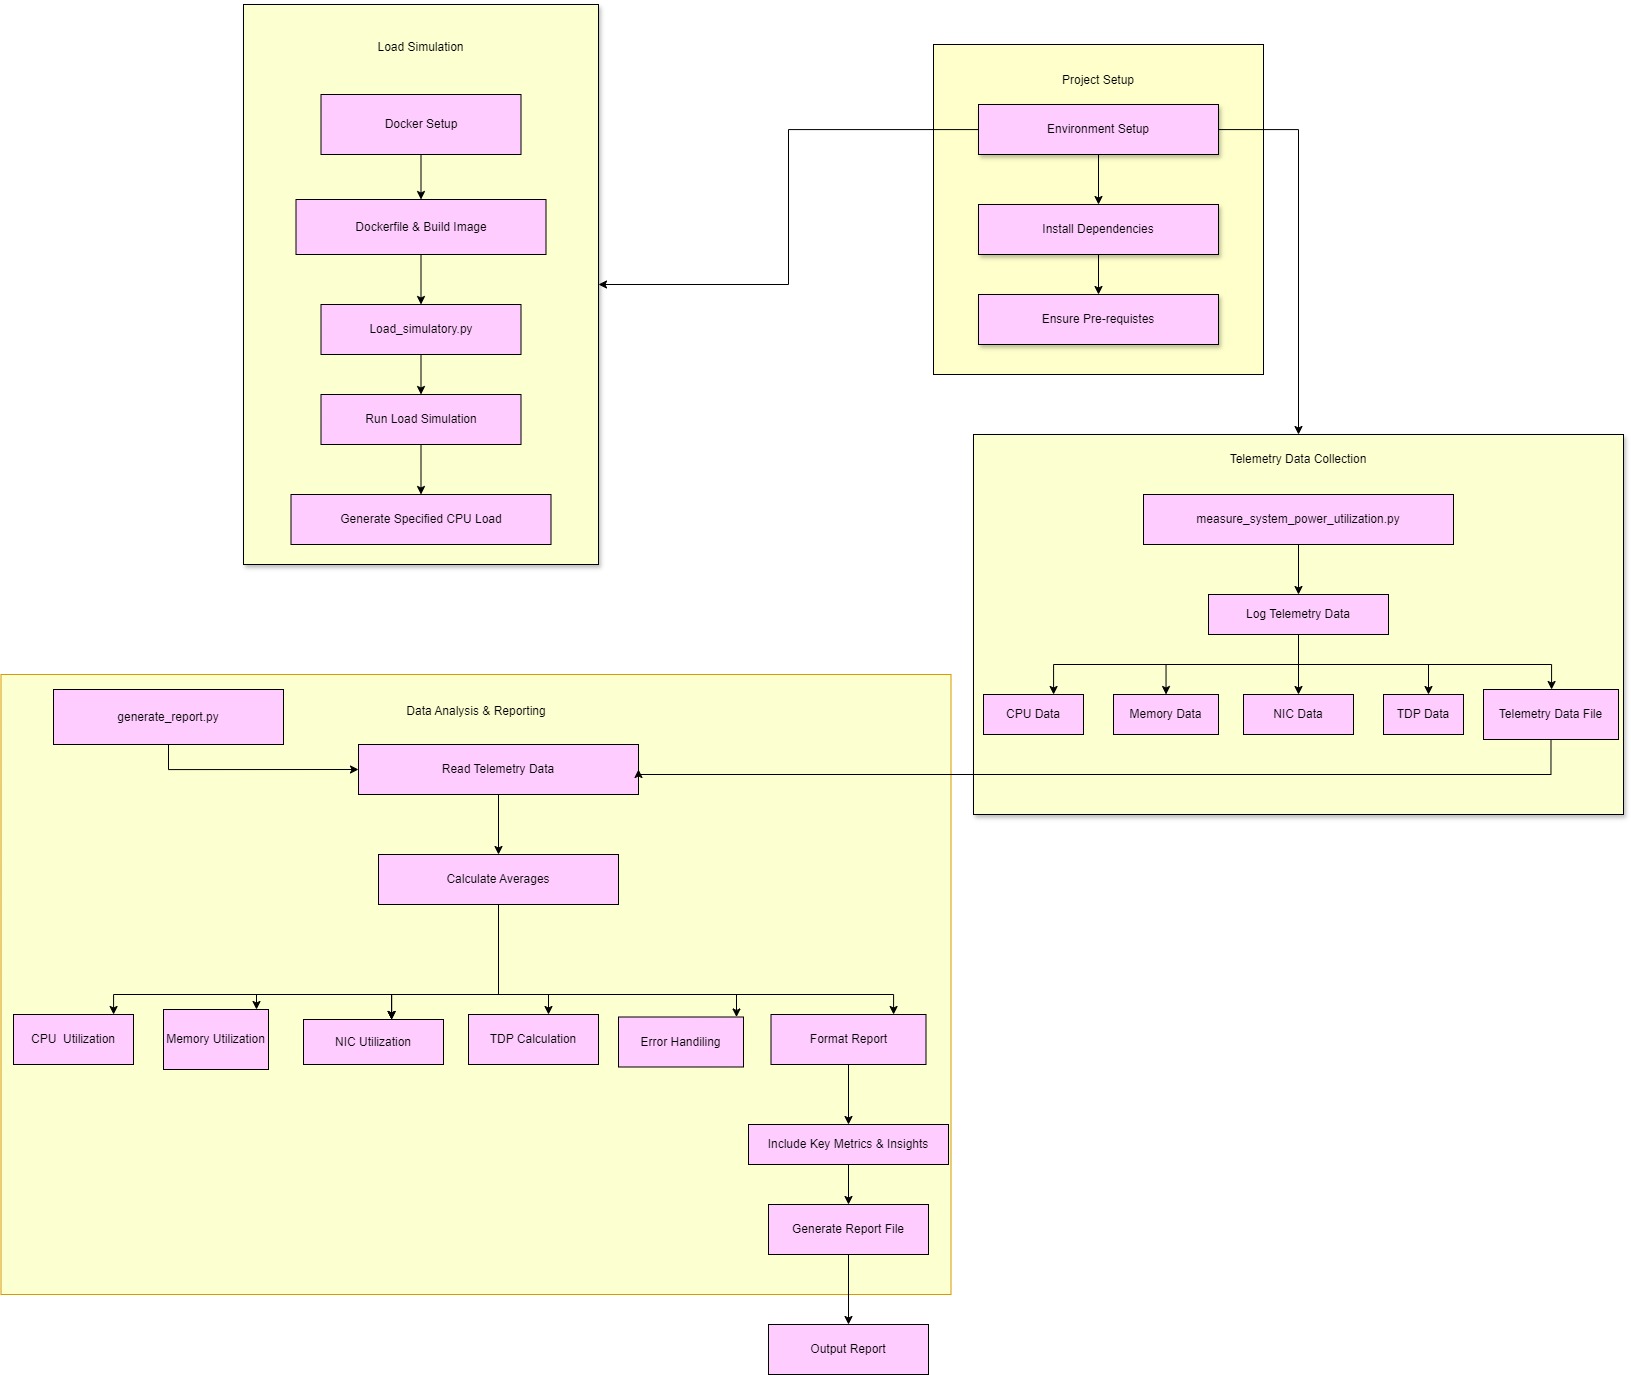 Load Simulation
Docker Setup
Dockerfile & Build Image
Load_simulatory.py
Run Load Simulation
Generate Specified CPU Load
Project Setup
Environment Setup
Install Dependencies
Ensure Pre-requistes
Telemetry Data Collection
measure_system_power_utilization.py
Log Telemetry Data
CPU Data
Memory Data
NIC Data
TDP Data
Telemetry Data File
Data Analysis & Reporting
generate_report.py
Read Telemetry Data
Calculate Averages
CPU  Utilization
Memory Utilization
NIC Utilization
TDP Calculation
Error Handiling
Format Report
Include Key Metrics & Insights
Generate Report File
Output Report